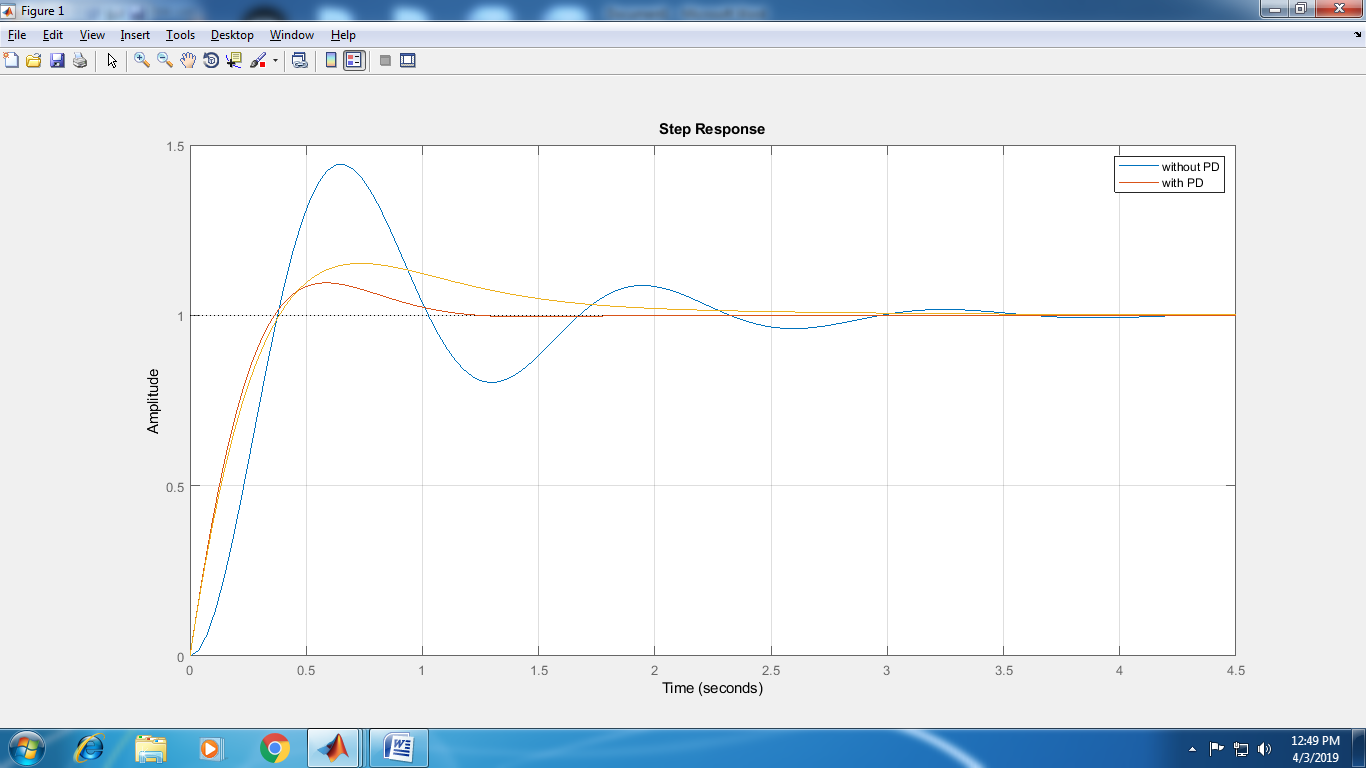 Figure 1
File Edit View Insert Tools Desktop Window Help
Step Response
1.5
without PD
with PD
1
Amplitude
0.5
0
0 0.5 1 1.5 2 2.5 3 3.5 4 4.5
Time (seconds)
12:49 PM
4/3/2019